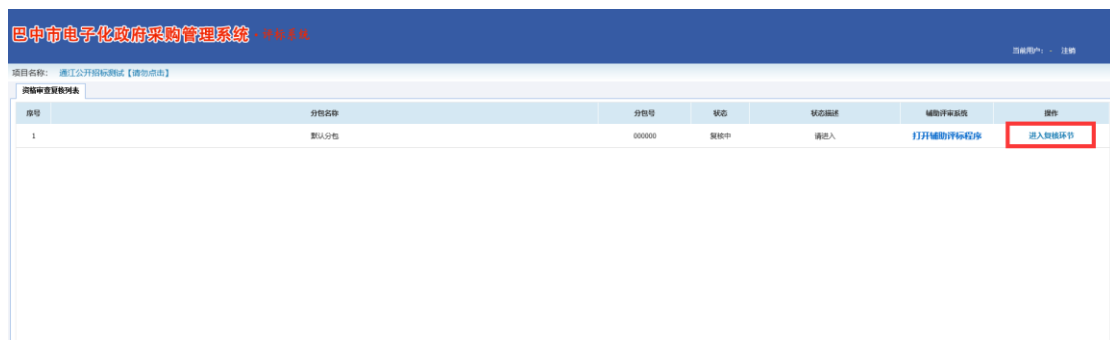 巴中市电子化政府采购管理系统 - 评标系统
当前用户: - 注销
项目名称: 通江公开招标测试【请勿点击】
资格审查复核列表
序号 分包名称 分包号 状态 状态描述 辅助评审系统 操作
1 默认分包 000000 复核中 请进入 打开辅助评标程序 进入复核环节